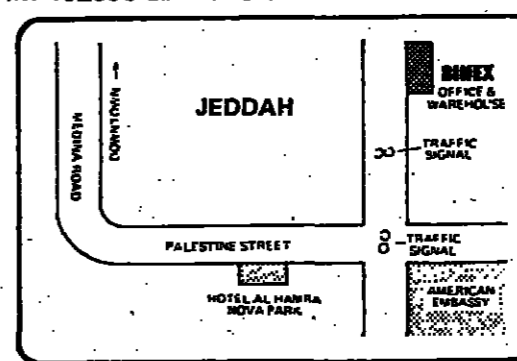 JEDDAH
MEDINA ROAD
DOWNTOWN
OFFICE &
WAREHOUSE
TRAFFIC
SIGNAL
PALESTINE STREET
TRAFFIC
SIGNAL
HOTEL AL HAMRA
NOVA PARK
AMERICAN
EMBASSY